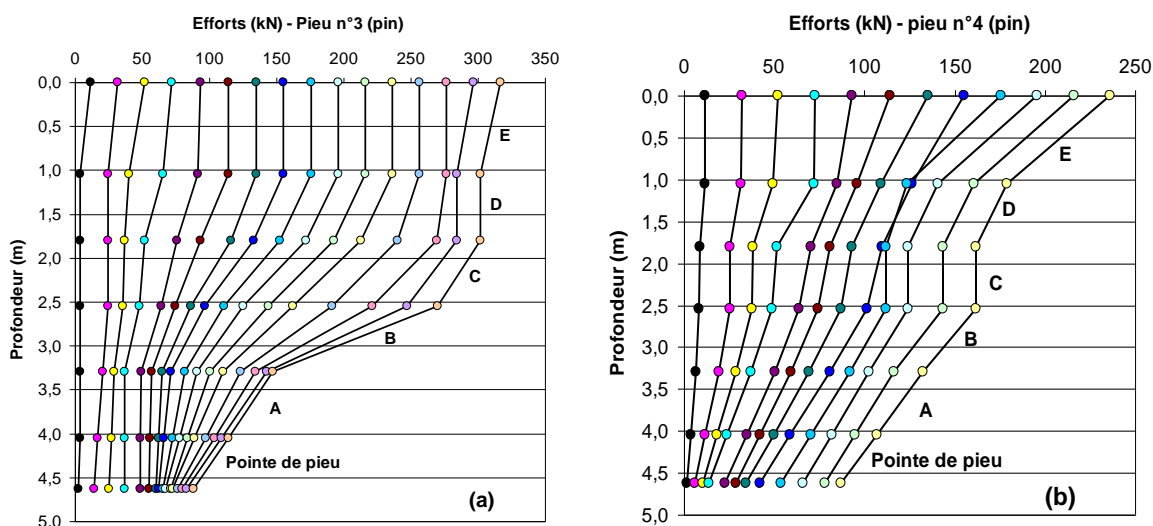 Efforts (kN) - Pieu n°3 (pin)
0 50 100 150 200 250 300 350
Profondeur (m)
0,0
0,5
1,0
1,5
2,0
2,5
3,0
3,5
4,0
4,5
5,0
E
D
C
B
A
Pointe de pieu
(a)
Efforts (kN) - pieu n°4 (pin)
0 50 100 150 200 250
Profondeur (m)
0,0
0,5
1,0
1,5
2,0
2,5
3,0
3,5
4,0
4,5
5,0
E
D
C
B
A
Pointe de pieu
(b)